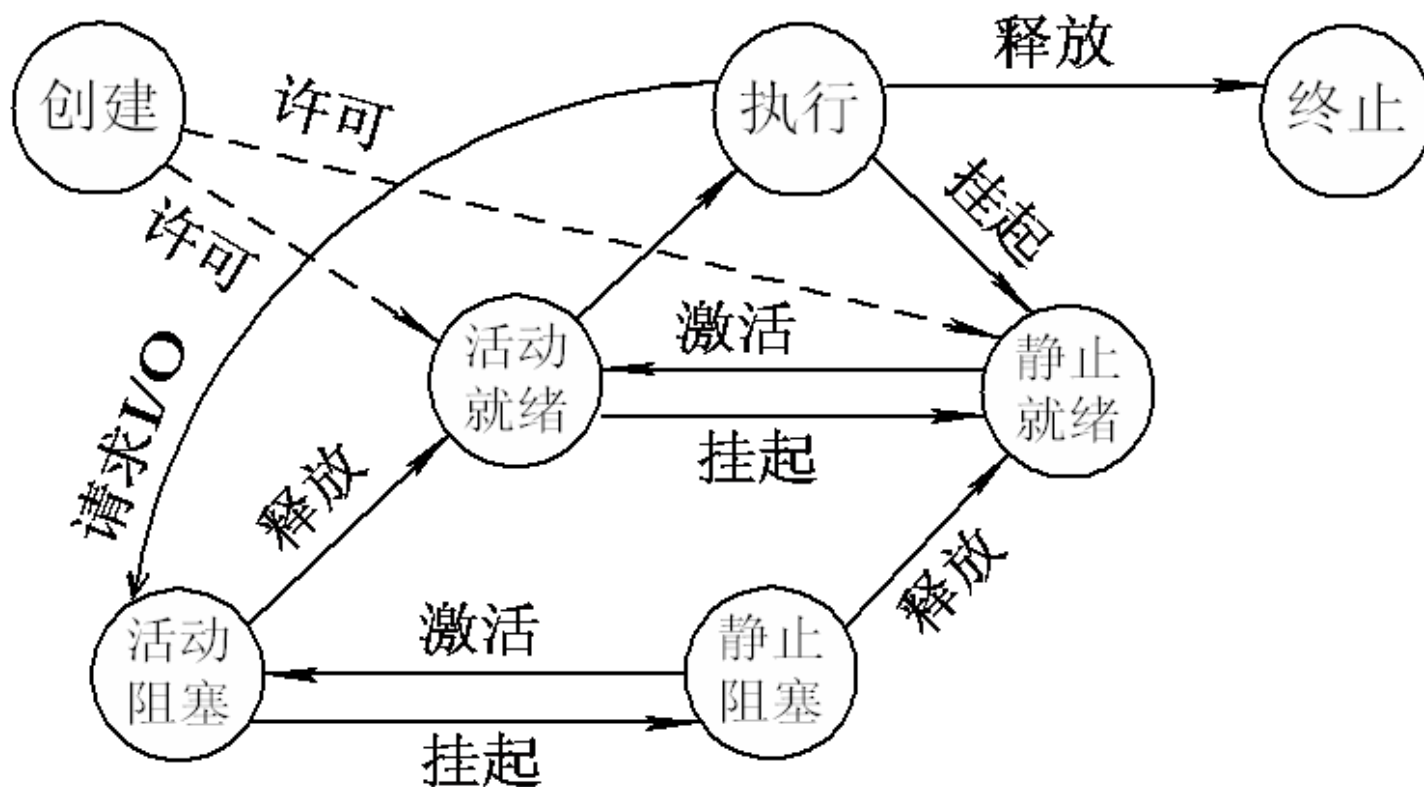 释放
创建
许可
执行
终止
许可
挂起
请求I/O
活动
就绪
激活
静止
就绪
挂起
释放
释放
活动
阻塞
激活
静止
阻塞
挂起